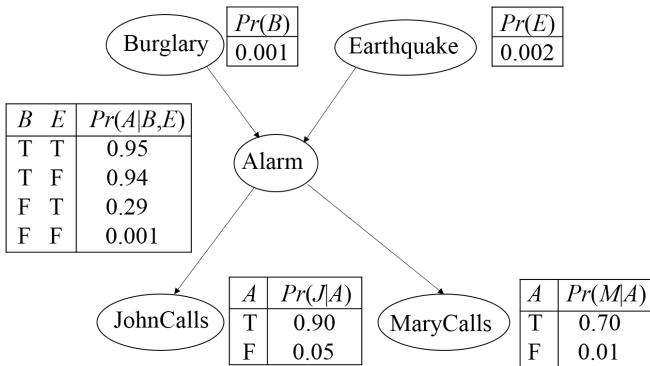 Burglary
Pr(B)
0.001
Earthquake
Pr(E)
0.002
B E Pr(A|B,E)
T T 0.95
T F 0.94
F T 0.29
F F 0.001
Alarm
JohnCalls
A Pr(J|A)
T 0.90
F 0.05
MaryCalls
A Pr(M|A)
T 0.70
F 0.01